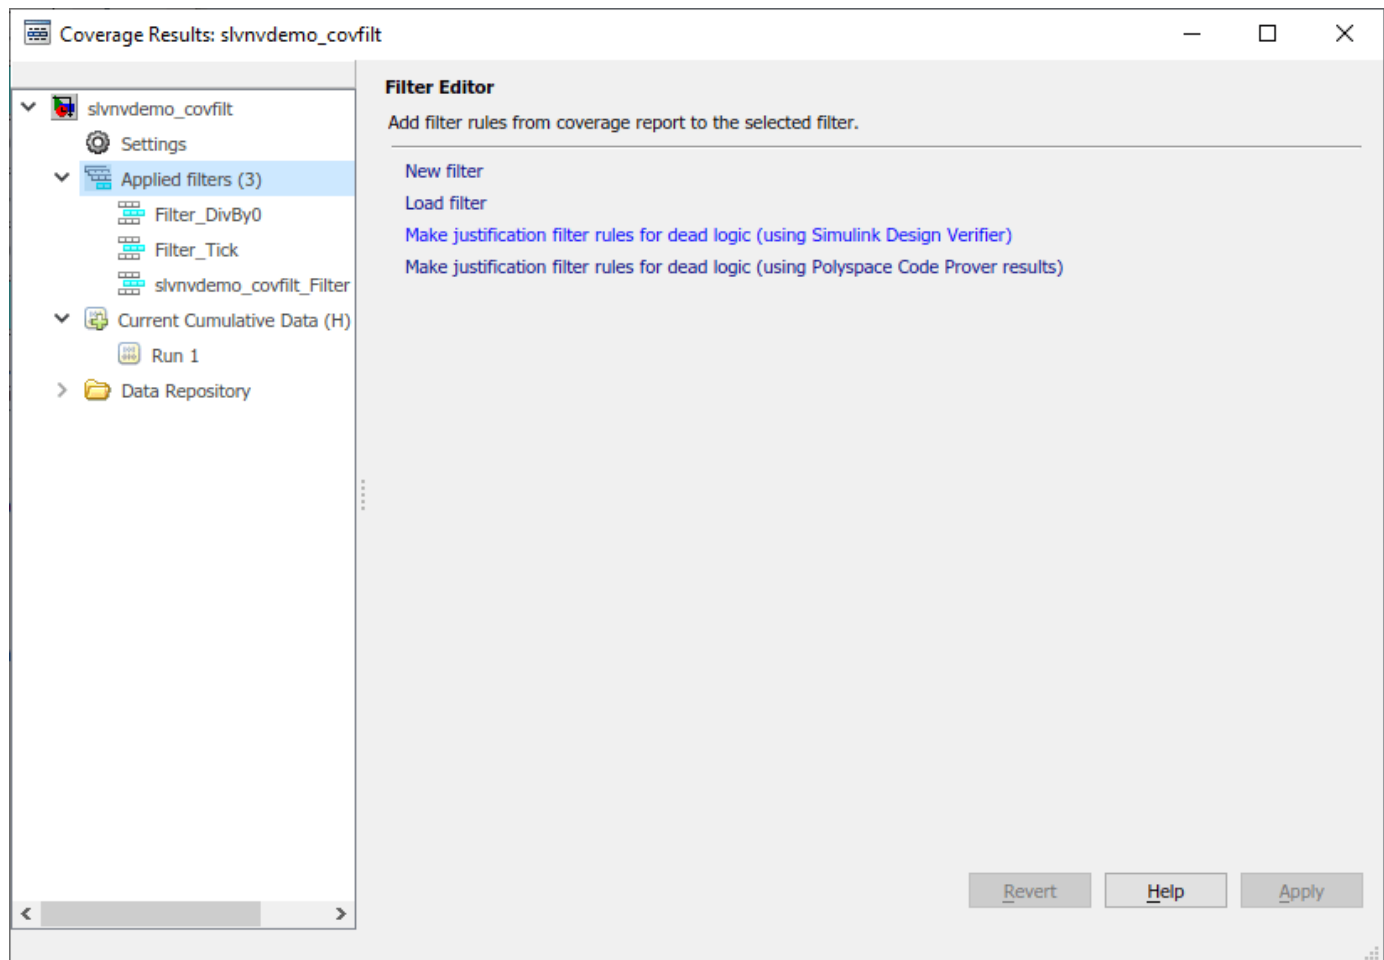 Coverage Results: slvnvdemo_covfilt
slvnvdemo_covfilt
Settings
Applied filters (3)
Filter_DivBy0
Filter_Tick
slvnvdemo_covfilt_Filter
Current Cumulative Data (H)
Run 1
Data Repository
Filter Editor
Add filter rules from coverage report to the selected filter.
New filter
Load filter
Make justification filter rules for dead logic (using Simulink Design Verifier)
Make justification filter rules for dead logic (using Polyspace Code Prover results)
Revert
Help
Apply